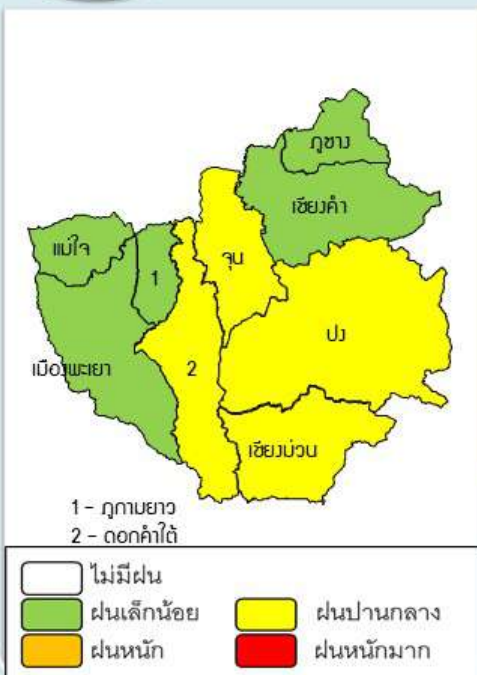 ภูซาง
เชียงคำ
แม่ใจ
1
จุน
ปง
เมืองพะเยา
2
เชียงม่วน
1 - ภูกามยาว
2 - ดอกคำใต้
ไม่มีฝน
ฝนเล็กน้อย ฝนปานกลาง
ฝนหนัก ฝนหนักมาก